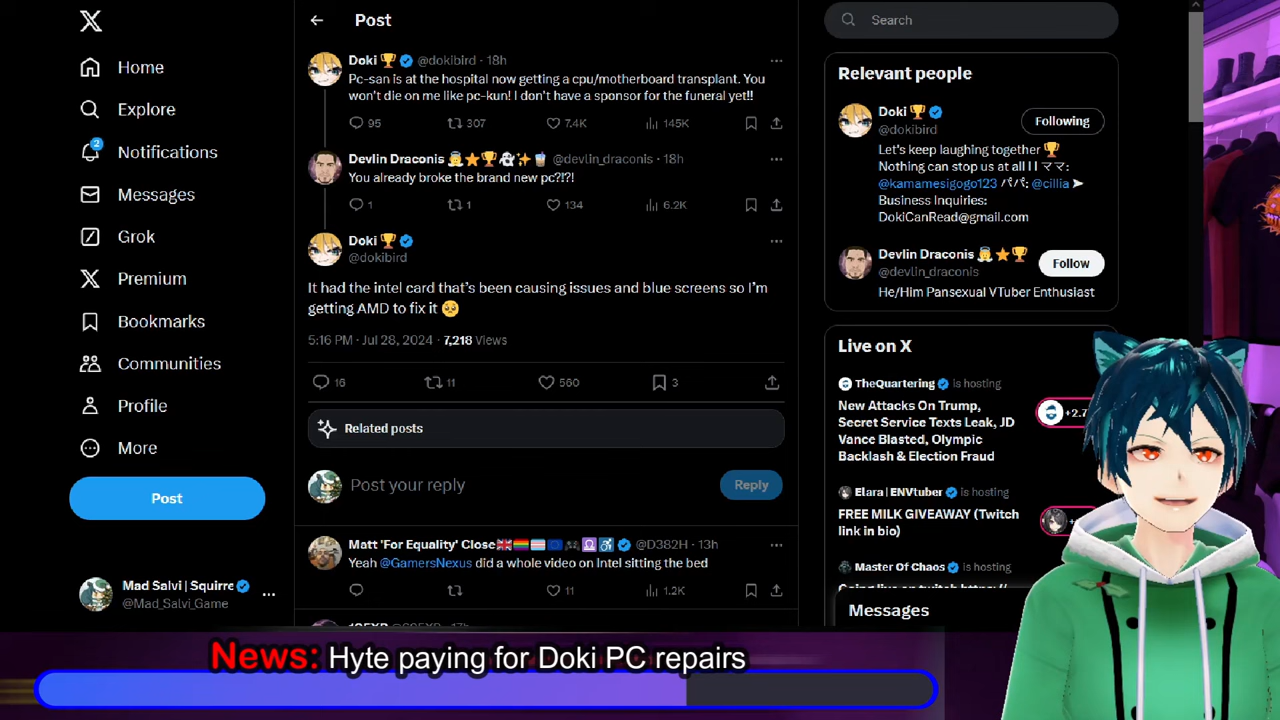 Home
Explore
2
Notifications
Messages
Grok
Premium
Bookmarks
Communities
Profile
More
Post
Mad Salvi | Squirre
@Mad_Salvi_Game
Post
Doki 🏆 @dokibird · 18h
Pc-san is at the hospital now getting a cpu/motherboard transplant. You
won't die on me like pc-kun! I don't have a sponsor for the funeral yet!!
95 307 7.4K 145K
Devlin Draconis 👼⭐🏆👻✨🧋 @devlin_draconis · 18h
You already broke the brand new pc?!?!
1 1 134 6.2K
Doki 🏆
@dokibird
It had the intel card that's been causing issues and blue screens so I'm
getting AMD to fix it 🥺
5:16 PM · Jul 28, 2024 · 7,218 Views
16 11 560 3
Related posts
Post your reply
Reply
Matt 'For Equality' Close @D382H · 13h
Yeah @GamersNexus did a whole video on Intel sitting the bed
11 1.2K
Search
Relevant people
Doki 🏆
@dokibird
Following
Let's keep laughing together 🏆
Nothing can stop us at all l l ママ:
@kamamesigogo123 パパ: @cillia ➤
Business Inquiries:
DokiCanRead@gmail.com
Devlin Draconis 👼⭐🏆
@devlin_draconis
Follow
He/Him Pansexual VTuber Enthusiast
Live on X
TheQuartering is hosting
New Attacks On Trump,
Secret Service Texts Leak, JD
Vance Blasted, Olympic
Backlash & Election Fraud
+2.7
Elara | ENVtuber is hosting
FREE MILK GIVEAWAY (Twitch
link in bio)
Master Of Chaos is hosting
Messages
News: Hyte paying for Doki PC repairs